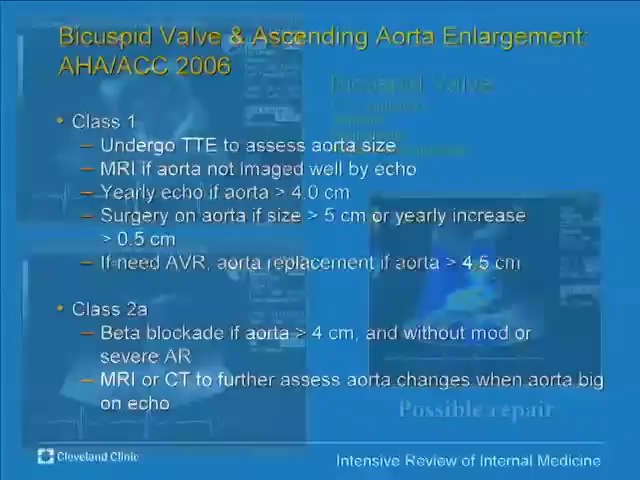 Bicuspid Valve & Ascending Aorta Enlargement:
AHA/ACC 2006
Bicuspid Valve
• Class 1
– Undergo TTE to assess aorta size
– MRI if aorta not imaged well by echo
– Yearly echo if aorta > 4.0 cm
– Surgery on aorta if size > 5 cm or yearly increase
> 0.5 cm
– If need AVR, aorta replacement if aorta > 4.5 cm
• Class 2a
– Beta blockade if aorta > 4 cm, and without mod or
severe AR
– MRI or CT to further assess aorta changes when aorta big
on echo
Possible repair
Cleveland Clinic
Intensive Review of Internal Medicine